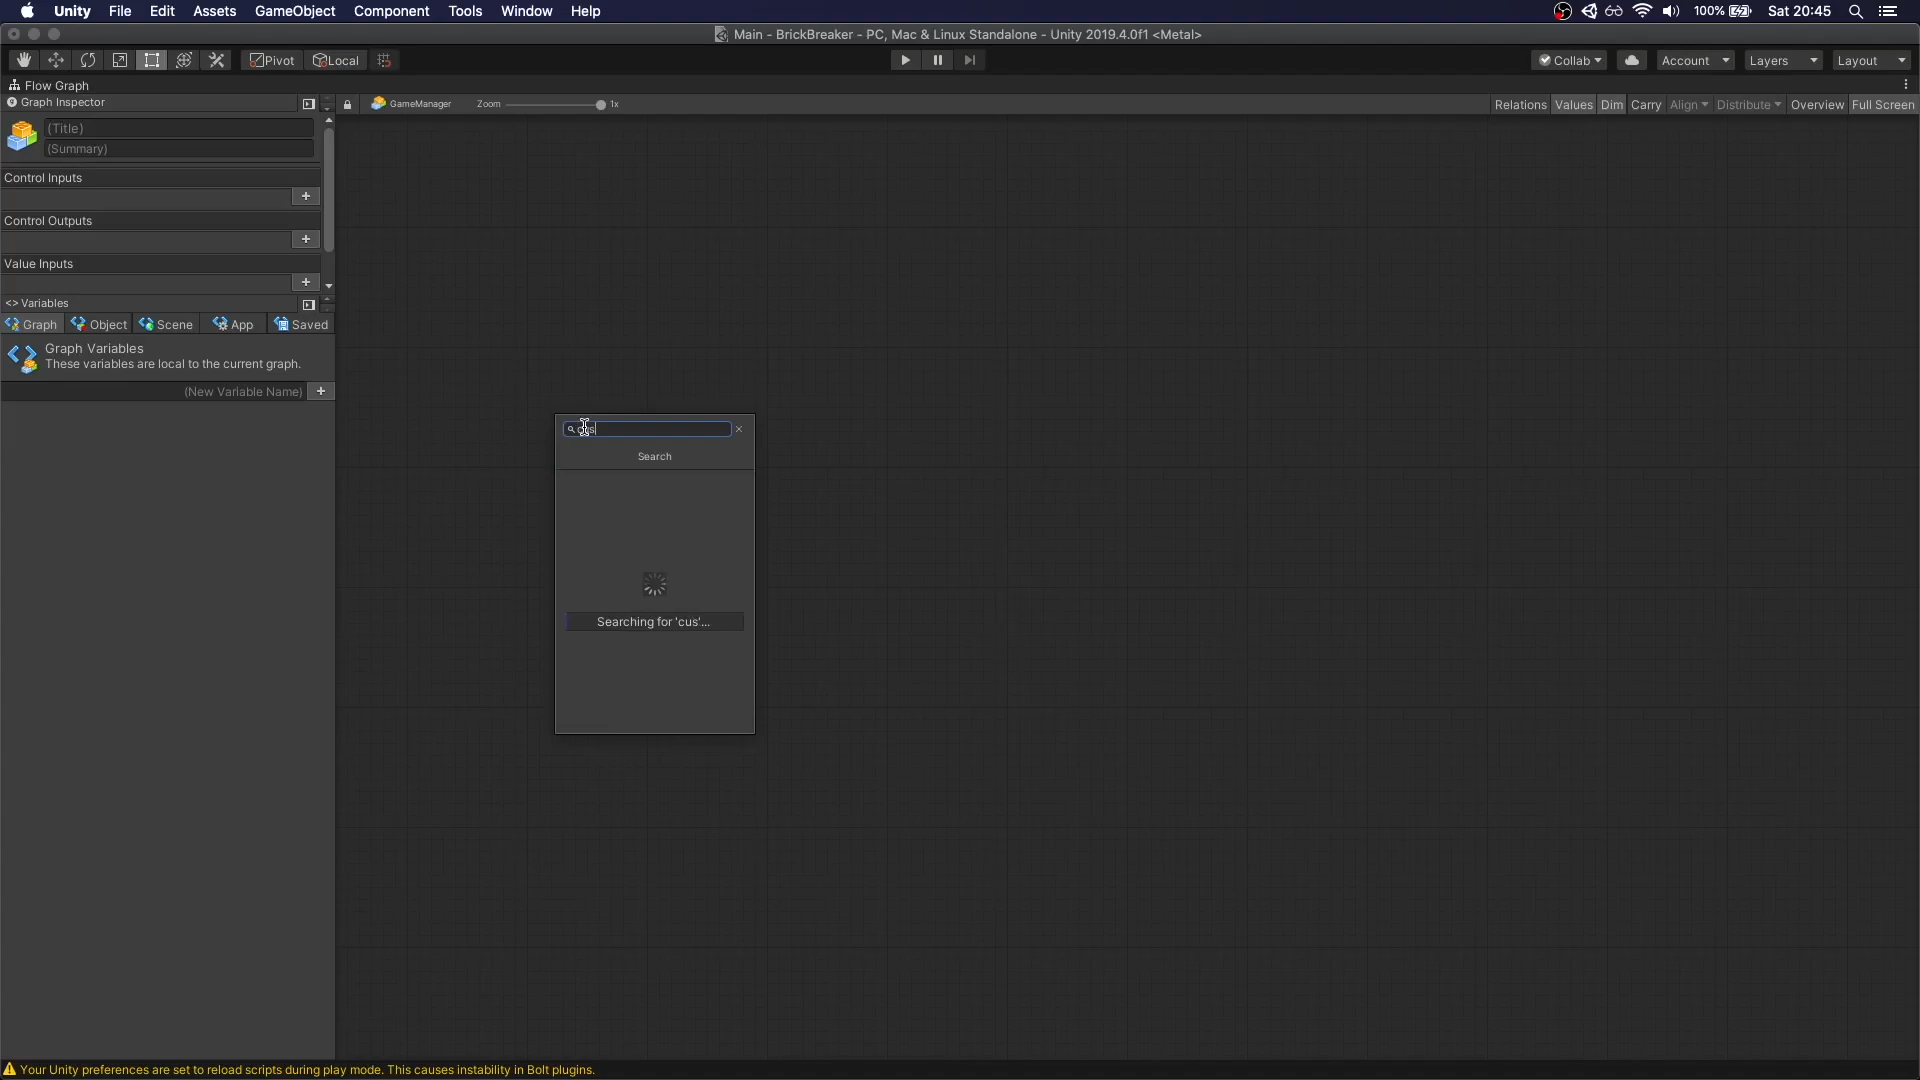 Unity File Edit Assets GameObject Component Tools Window Help 100% Sat 20:45
Main - BrickBreaker - PC, Mac & Linux Standalone - Unity 2019.4.0f1 <Metal>
Pivot Local Collab Account Layers Layout
Flow Graph
Graph Inspector GameManager Zoom 1x Relations Values Dim Carry Align Distribute Overview Full Screen
(Title)
(Summary)
Control Inputs
Control Outputs
Value Inputs
<> Variables
Graph Object Scene App Saved
Graph Variables
These variables are local to the current graph.
(New Variable Name)
Search
Searching for 'cus'...
Your Unity preferences are set to reload scripts during play mode. This causes instability in Bolt plugins.